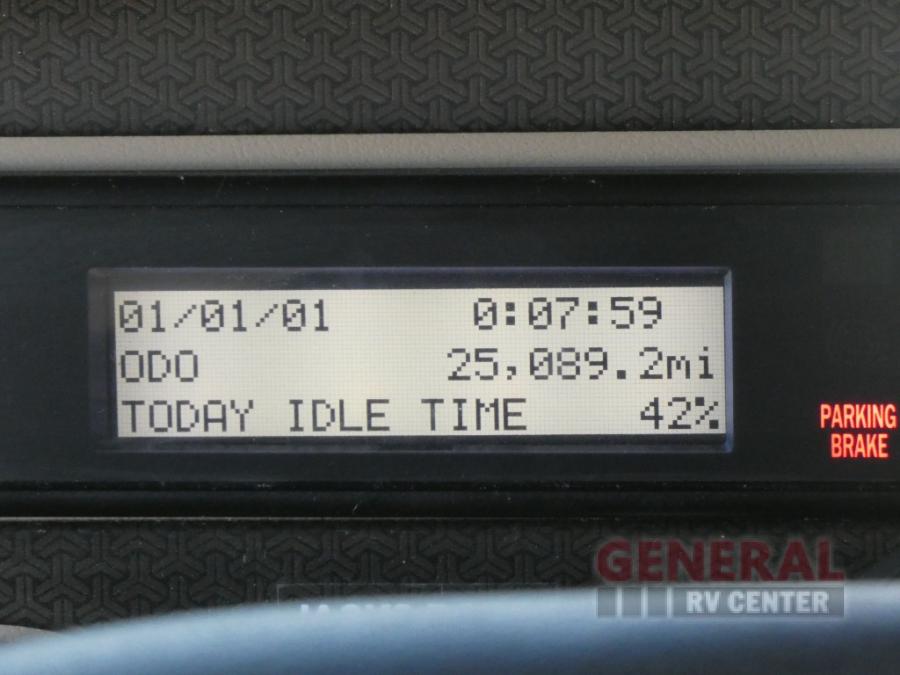 01/01/01 0:07:59
ODO 25,089.2mi
TODAY IDLE TIME 42%
PARKING
BRAKE
GENERAL
RV CENTER